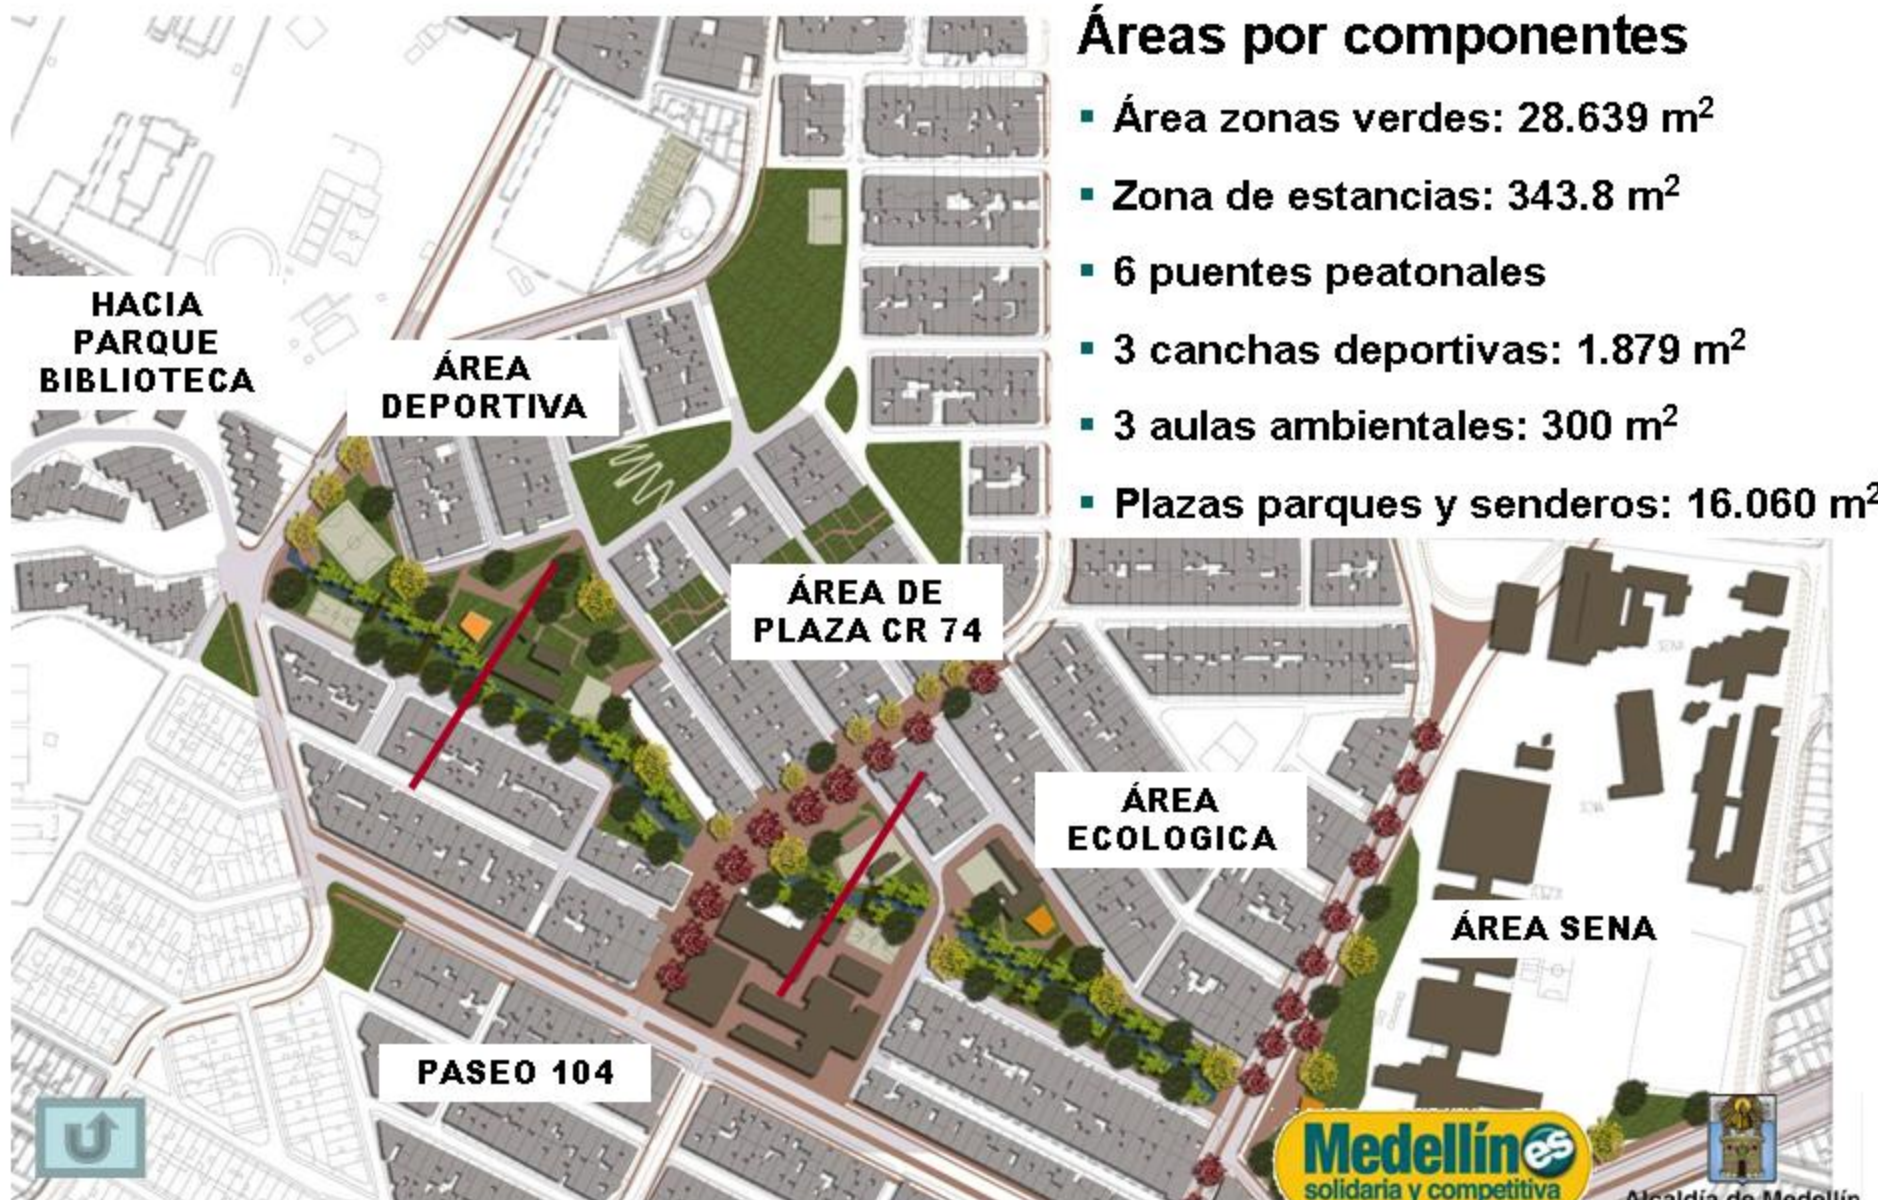 Áreas por componentes
▪ Área zonas verdes: 28.639 m²
▪ Zona de estancias: 343.8 m²
▪ 6 puentes peatonales
▪ 3 canchas deportivas: 1.879 m²
▪ 3 aulas ambientales: 300 m²
▪ Plazas parques y senderos: 16.060 m²
HACIA
PARQUE
BIBLIOTECA
ÁREA
DEPORTIVA
ÁREA DE
PLAZA CR 74
ÁREA
ECOLOGICA
ÁREA SENA
PASEO 104
Medellín es
solidaria y competitiva
Alcaldía de Medellín